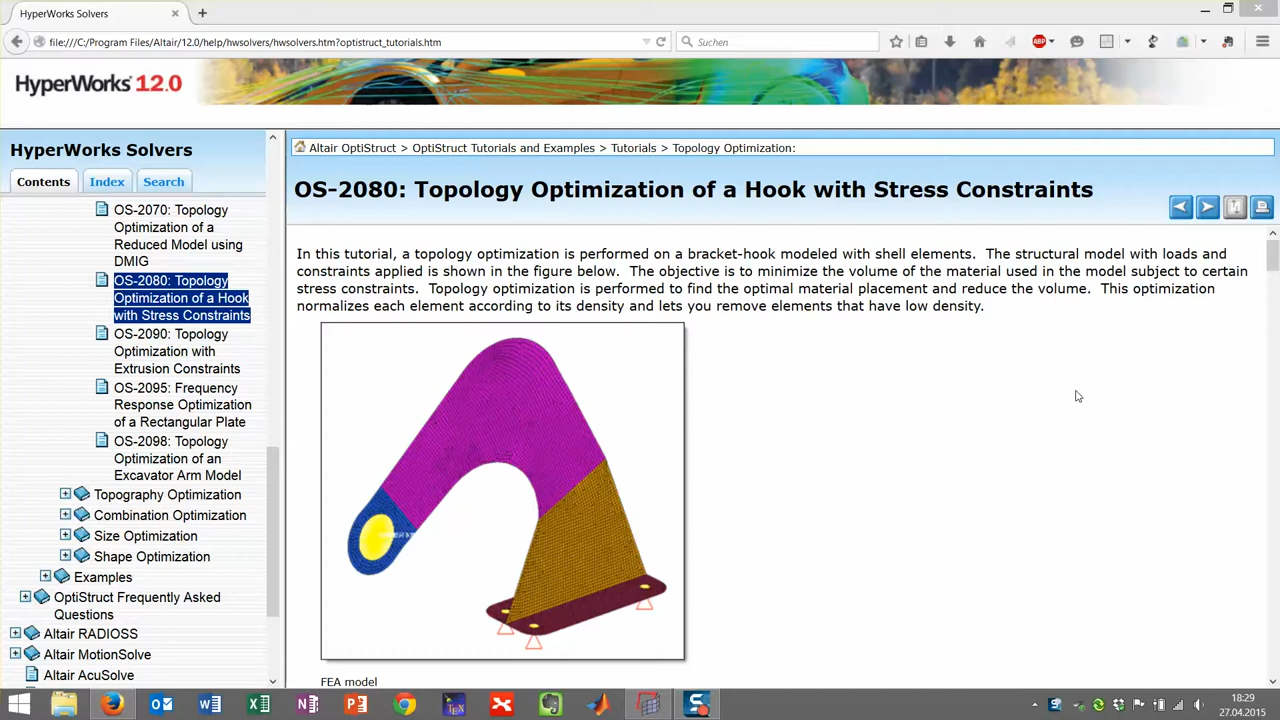 HyperWorks Solvers
file:///C:/Program Files/Altair/12.0/help/hwsolvers/hwsolvers.htm?optistruct_tutorials.htm
Suchen
ABP
HyperWorks 12.0
HyperWorks Solvers
Contents
Index
Search
OS-2070: Topology
Optimization of a
Reduced Model using
DMIG
OS-2080: Topology
Optimization of a Hook
with Stress Constraints
OS-2090: Topology
Optimization with
Extrusion Constraints
OS-2095: Frequency
Response Optimization
of a Rectangular Plate
OS-2098: Topology
Optimization of an
Excavator Arm Model
Topography Optimization
Combination Optimization
Size Optimization
Shape Optimization
Examples
OptiStruct Frequently Asked
Questions
Altair RADIOSS
Altair MotionSolve
Altair AcuSolve
Altair OptiStruct > OptiStruct Tutorials and Examples > Tutorials > Topology Optimization:
OS-2080: Topology Optimization of a Hook with Stress Constraints
In this tutorial, a topology optimization is performed on a bracket-hook modeled with shell elements. The structural model with loads and
constraints applied is shown in the figure below. The objective is to minimize the volume of the material used in the model subject to certain
stress constraints. Topology optimization is performed to find the optimal material placement and reduce the volume. This optimization
normalizes each element according to its density and lets you remove elements that have low density.
FEA model
18:29
27.04.2015